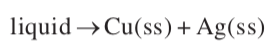 liquid → Cu(ss) + Ag(ss)